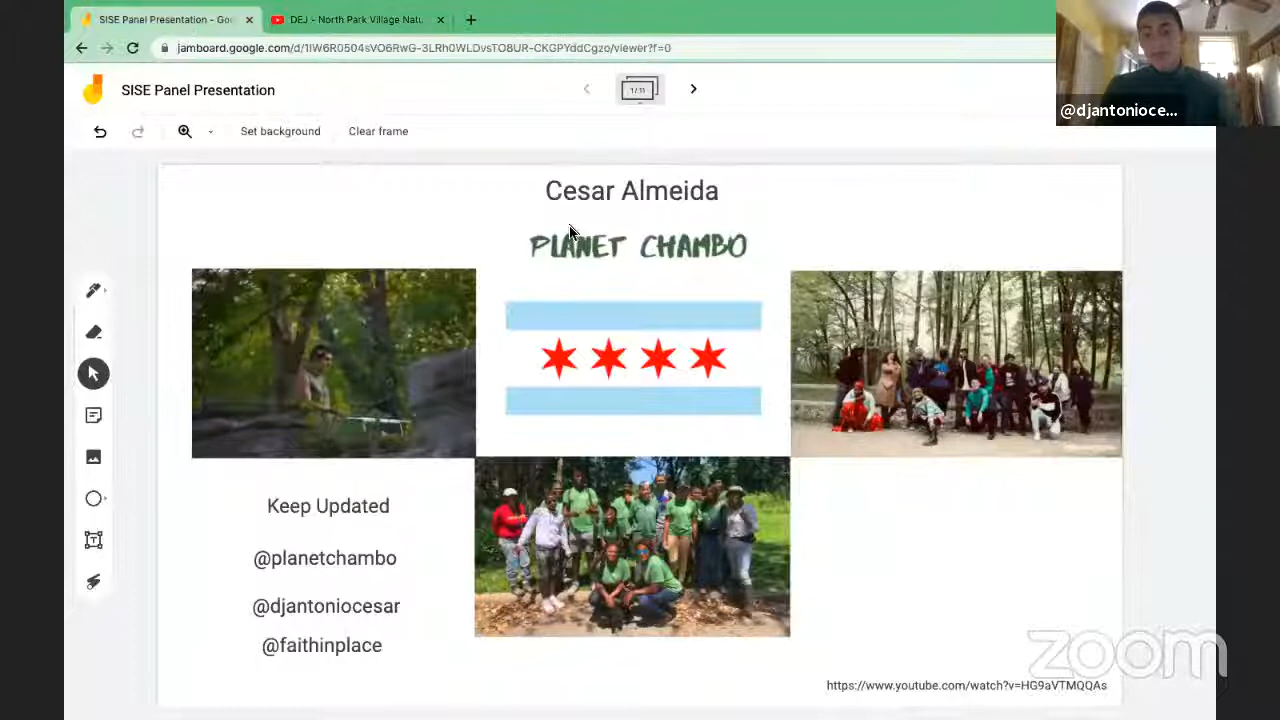 SISE Panel Presentation - Goo
DEJ - North Park Village Natu
jamboard.google.com/d/1lW6R0504sVO6RwG-3LRh0WLDvsTO8UR-CKGPYddCgzo/viewer?f=0
@djantonioce...
SISE Panel Presentation
1/11
Set background
Clear frame
Cesar Almeida
PLANET CHAMBO
Keep Updated
@planetchambo
@djantoniocesar
@faithinplace
zoom
https://www.youtube.com/watch?v=HG9aVTMQQAs